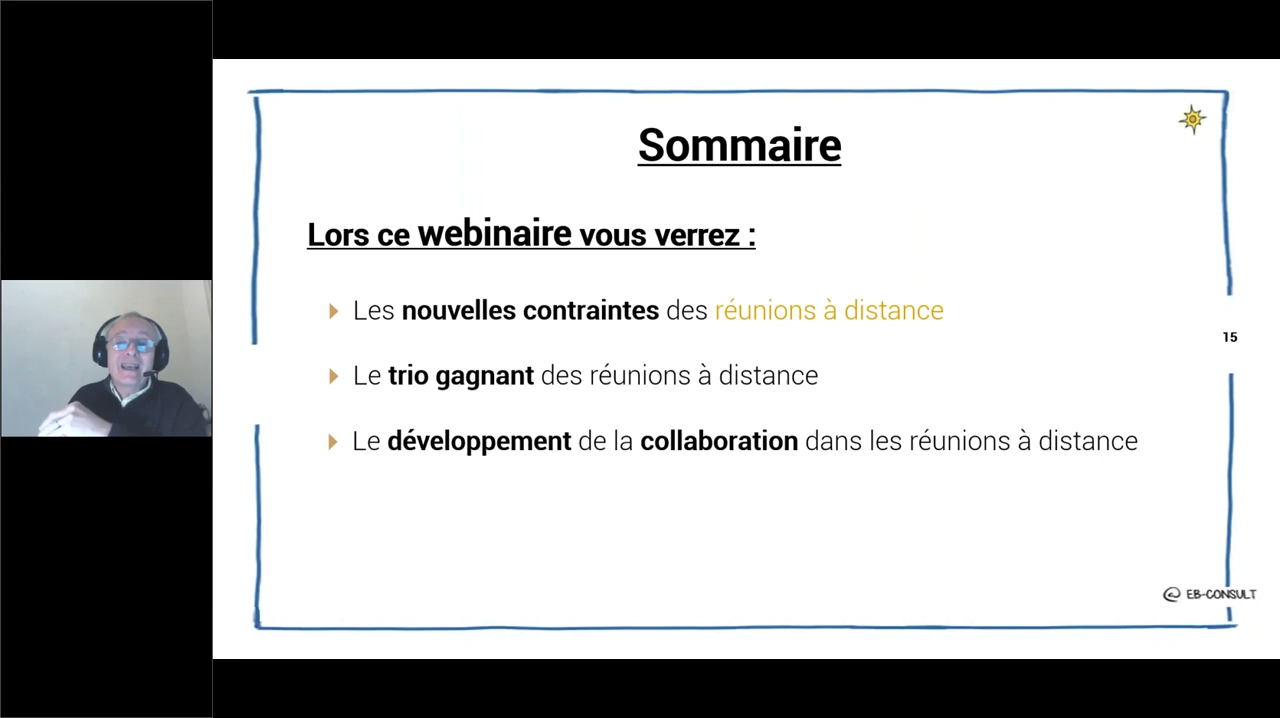 Sommaire
Lors ce webinaire vous verrez :
Les nouvelles contraintes des réunions à distance
15
Le trio gagnant des réunions à distance
Le développement de la collaboration dans les réunions à distance
@ EB-CONSULT